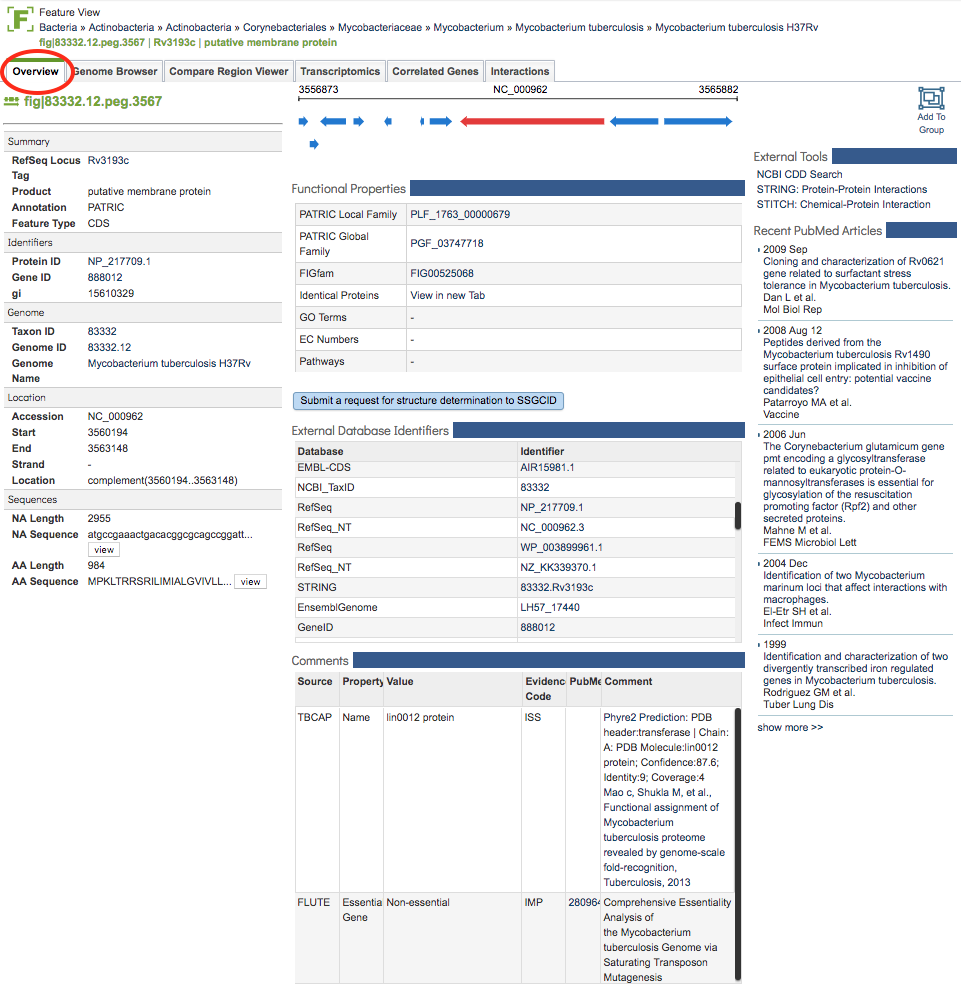 Feature View
Bacteria » Actinobacteria » Actinobacteria » Corynebacteriales » Mycobacteriaceae » Mycobacterium » Mycobacterium tuberculosis » Mycobacterium tuberculosis H37Rv
fig|83332.12.peg.3567 | Rv3193c | putative membrane protein
Overview Genome Browser Compare Region Viewer Transcriptomics Correlated Genes Interactions
fig|83332.12.peg.3567
Summary
RefSeq Locus Rv3193c
Tag
Product putative membrane protein
Annotation PATRIC
Feature Type CDS
Identifiers
Protein ID NP_217709.1
Gene ID 888012
gi 15610329
Genome
Taxon ID 83332
Genome ID 83332.12
Genome Mycobacterium tuberculosis H37Rv
Name
Location
Accession NC_000962
Start 3560194
End 3563148
Strand -
Location complement(3560194..3563148)
Sequences
NA Length 2955
NA Sequence atgccgaaactgacacggcgcagccggatt...
view
AA Length 984
AA Sequence MPKLTRRSRILIMIALGVIVLL... view
3556873 NC_000962 3565882
Functional Properties
PATRIC Local Family PLF_1763_00000679
PATRIC Global
Family PGF_03747718
FIGfam FIG00525068
Identical Proteins View in new Tab
GO Terms -
EC Numbers -
Pathways -
Submit a request for structure determination to SSGCID
External Database Identifiers
Database Identifier
EMBL-CDS AIR15981.1
NCBI_TaxID 83332
RefSeq NP_217709.1
RefSeq_NT NC_000962.3
RefSeq WP_003899961.1
RefSeq_NT NZ_KK339370.1
STRING 83332.Rv3193c
EnsemblGenome LH57_17440
GeneID 888012
Comments
Source Property Value Evidenc PubMe Comment
Code
TBCAP Name lin0012 protein ISS Phyre2 Prediction: PDB
header:transferase | Chain:
A: PDB Molecule:lin0012
protein; Confidence:87.6;
Identity:9; Coverage:4
Mao c, Shukla M, et al.,
Functional assignment of
Mycobacterium
tuberculosis proteome
revealed by genome-scale
fold-recognition,
Tuberculosis, 2013
FLUTE Essentia Non-essential IMP 280964 Comprehensive Essentiality
Gene Analysis of
the Mycobacterium
tuberculosis Genome via
Saturating Transposon
Mutagenesis
Add To
Group
External Tools
NCBI CDD Search
STRING: Protein-Protein Interactions
STITCH: Chemical-Protein Interaction
Recent PubMed Articles
2009 Sep
Cloning and characterization of Rv0621
gene related to surfactant stress
tolerance in Mycobacterium tuberculosis.
Dan L et al.
Mol Biol Rep
2008 Aug 12
Peptides derived from the
Mycobacterium tuberculosis Rv1490
surface protein implicated in inhibition of
epithelial cell entry: potential vaccine
candidates?
Patarroyo MA et al.
Vaccine
2006 Jun
The Corynebacterium glutamicum gene
pmt encoding a glycosyltransferase
related to eukaryotic protein-O-
mannosyltransferases is essential for
glycosylation of the resuscitation
promoting factor (Rpf2) and other
secreted proteins.
Mahne M et al.
FEMS Microbiol Lett
2004 Dec
Identification of two Mycobacterium
marinum loci that affect interactions with
macrophages.
El-Etr SH et al.
Infect Immun
1999
Identification and characterization of two
divergently transcribed iron regulated
genes in Mycobacterium tuberculosis.
Rodriguez GM et al.
Tuber Lung Dis
show more >>